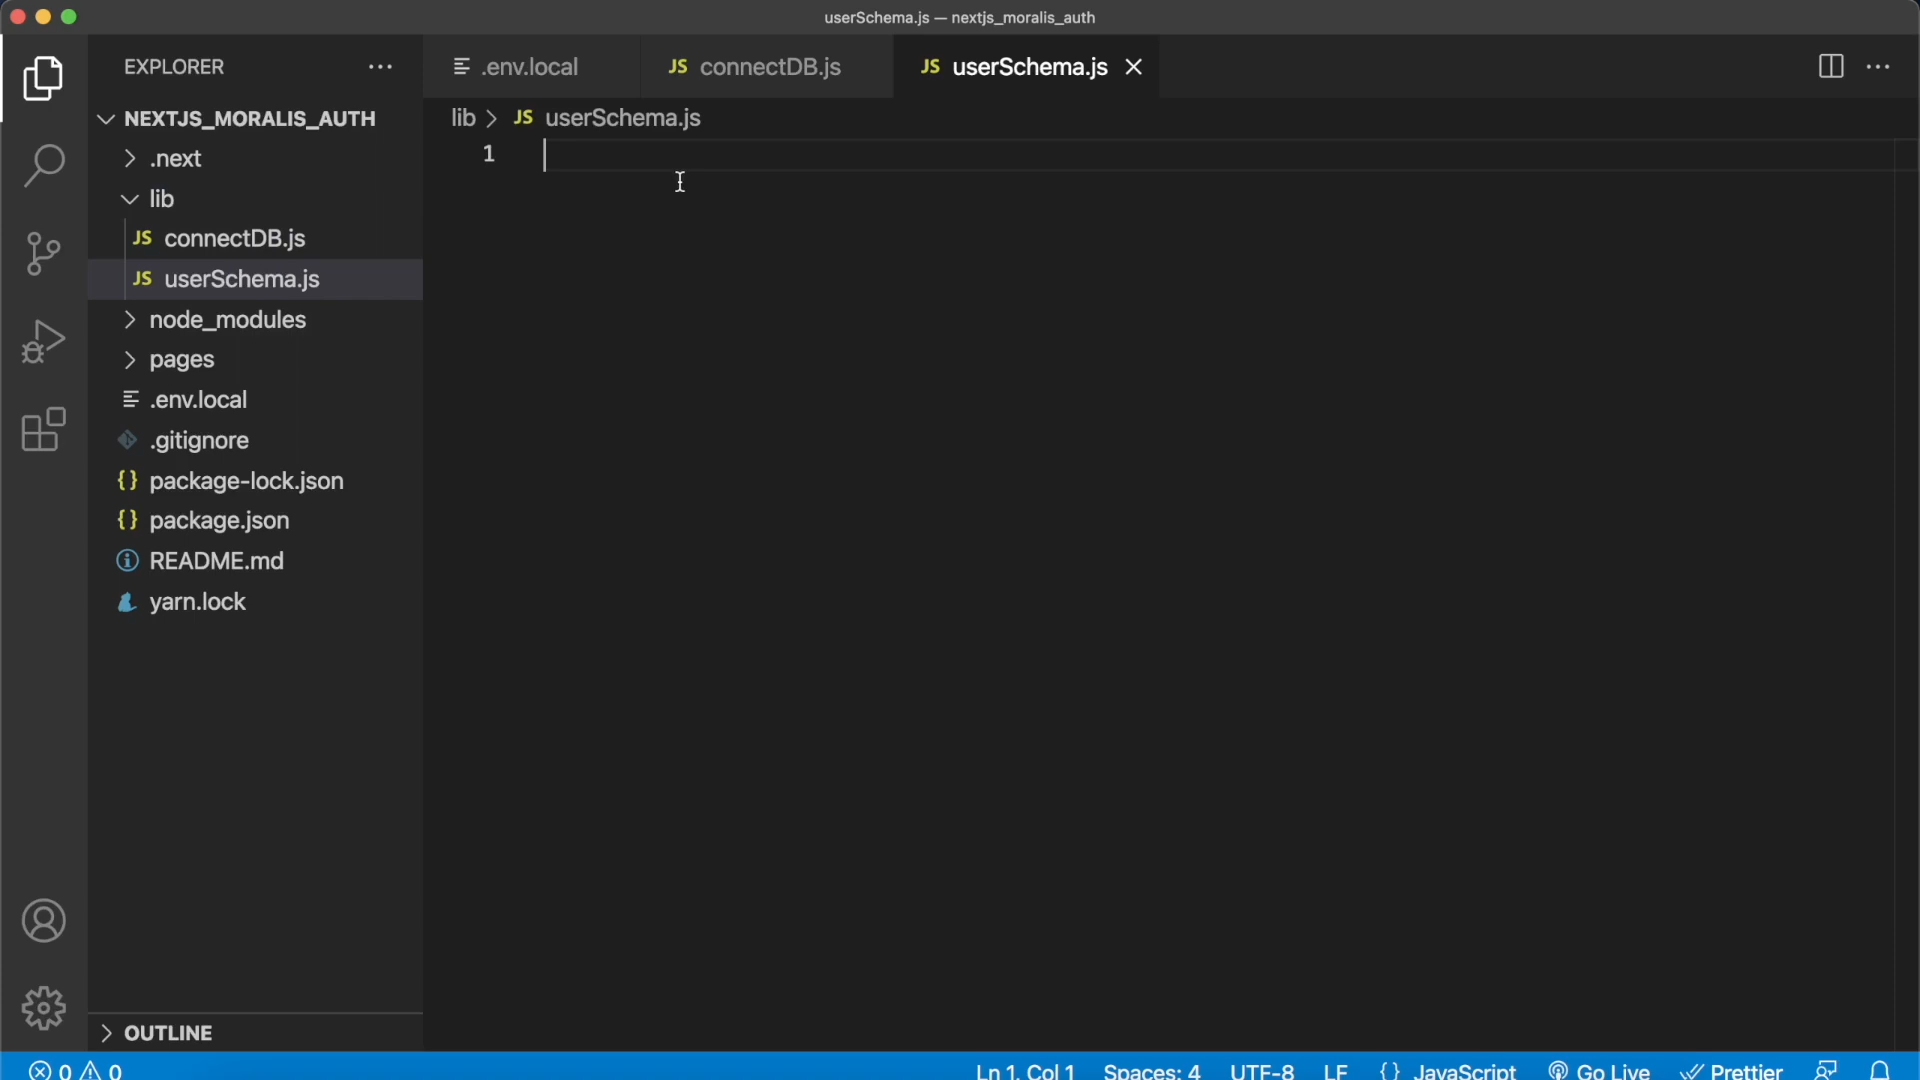 userSchema.js — nextjs_moralis_auth
EXPLORER
NEXTJS_MORALIS_AUTH
.next
lib
JS connectDB.js
JS userSchema.js
node_modules
pages
.env.local
.gitignore
{} package-lock.json
{} package.json
README.md
yarn.lock
OUTLINE
.env.local
JS connectDB.js
JS userSchema.js
lib > JS userSchema.js
1
0 0
Ln 1, Col 1 Spaces: 4 UTF-8 LF {} JavaScript Go Live Prettier